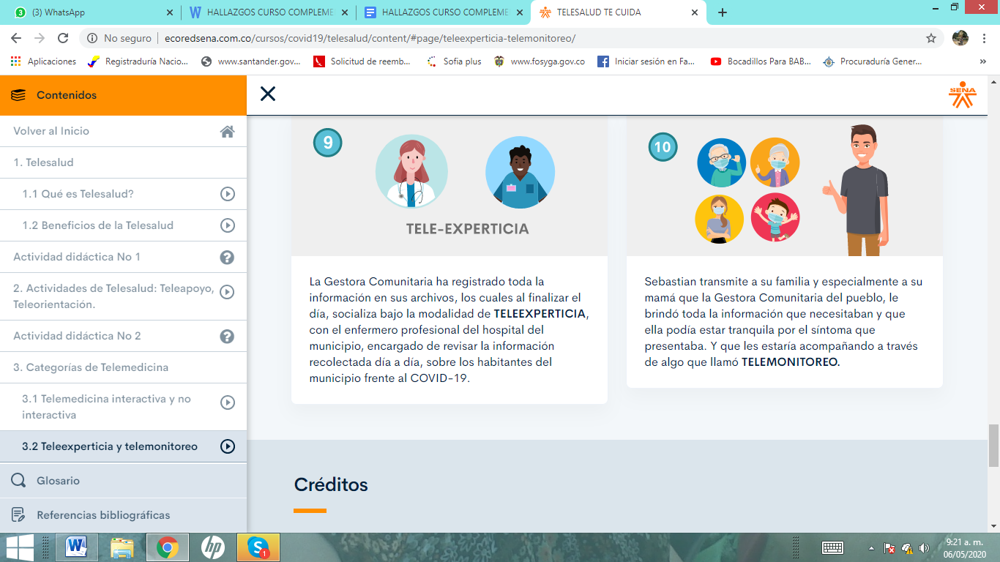 (3) WhatsApp
HALLAZGOS CURSO COMPLEME
HALLAZGOS CURSO COMPLEME
TELESALUD TE CUIDA
No seguro | ecoredsena.com.co/cursos/covid19/telesalud/content/#page/teleexperticia-telemonitoreo/
Aplicaciones
Registraduría Nacio...
www.santander.gov...
Solicitud de reemb...
Sofia plus
www.fosyga.gov.co
Iniciar sesión en Fa...
Bocadillos Para BAB...
Procuraduría Gener...
»
Contenidos
SENA
Volver al Inicio
1. Telesalud
1.1 Qué es Telesalud?
1.2 Beneficios de la Telesalud
Actividad didáctica No 1
2. Actividades de Telesalud: Teleapoyo,
Teleorientación.
Actividad didáctica No 2
3. Categorías de Telemedicina
3.1 Telemedicina interactiva y no
interactiva
3.2 Teleexperticia y telemonitoreo
Glosario
Referencias bibliográficas
9
TELE-EXPERTICIA
La Gestora Comunitaria ha registrado toda la
información en sus archivos, los cuales al finalizar el
día, socializa bajo la modalidad de TELEEXPERTICIA,
con el enfermero profesional del hospital del
municipio, encargado de revisar la información
recolectada día a día, sobre los habitantes del
municipio frente al COVID-19.
10
Sebastian transmite a su familia y especialmente a su
mamá que la Gestora Comunitaria del pueblo, le
brindó toda la información que necesitaban y que
ella podía estar tranquila por el síntoma que
presentaba. Y que les estaría acompañando a través
de algo que llamó TELEMONITOREO.
Créditos
9:21 a. m.
06/05/2020